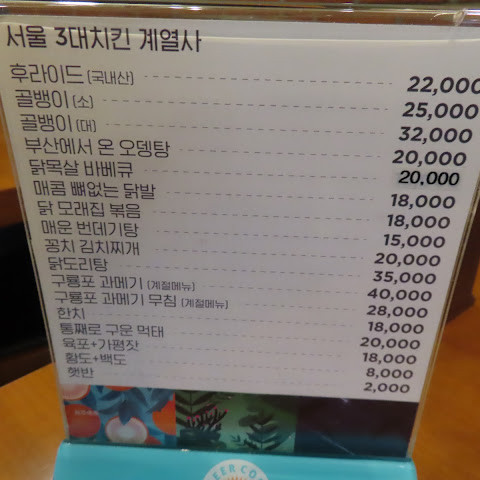 서울 3대치킨 계열사
후라이드 (국내산) 22,000
골뱅이 (소) 25,000
골뱅이 (대) 32,000
부산에서 온 오뎅탕 20,000
닭목살 바베큐 20,000
매콤 뼈없는 닭발 18,000
닭 모래집 볶음 18,000
매운 번데기탕 15,000
꽁치 김치찌개 20,000
닭도리탕 35,000
구룡포 과메기 (계절메뉴) 40,000
구룡포 과메기 무침 (계절메뉴) 28,000
한치 18,000
통째로 구운 먹태 20,000
육포+가평잣 18,000
황도+백도 8,000
햇반 2,000